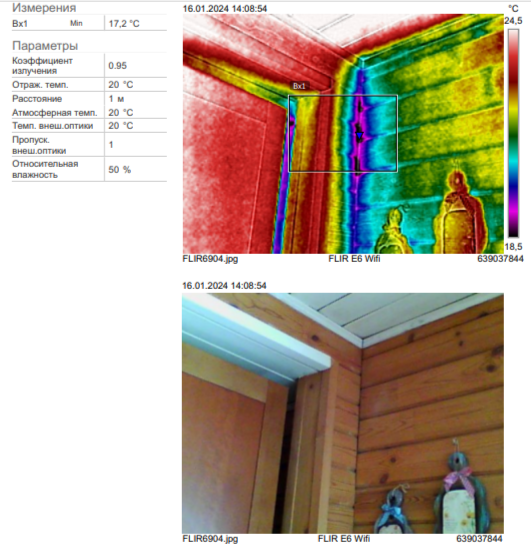 Измерения
Bx1 Min 17,2 °C
Параметры
Коэффициент
излучения 0.95
Отраж. темп. 20 °C
Расстояние 1 м
Атмосферная темп. 20 °C
Темп. внеш.оптики 20 °C
Пропуск.
внеш.оптики 1
Относительная
влажность 50 %
16.01.2024 14:08:54
°C
24,5
Bx1
18,5
FLIR6904.jpg FLIR E6 Wifi 639037844
16.01.2024 14:08:54
FLIR6904.jpg FLIR E6 Wifi 639037844